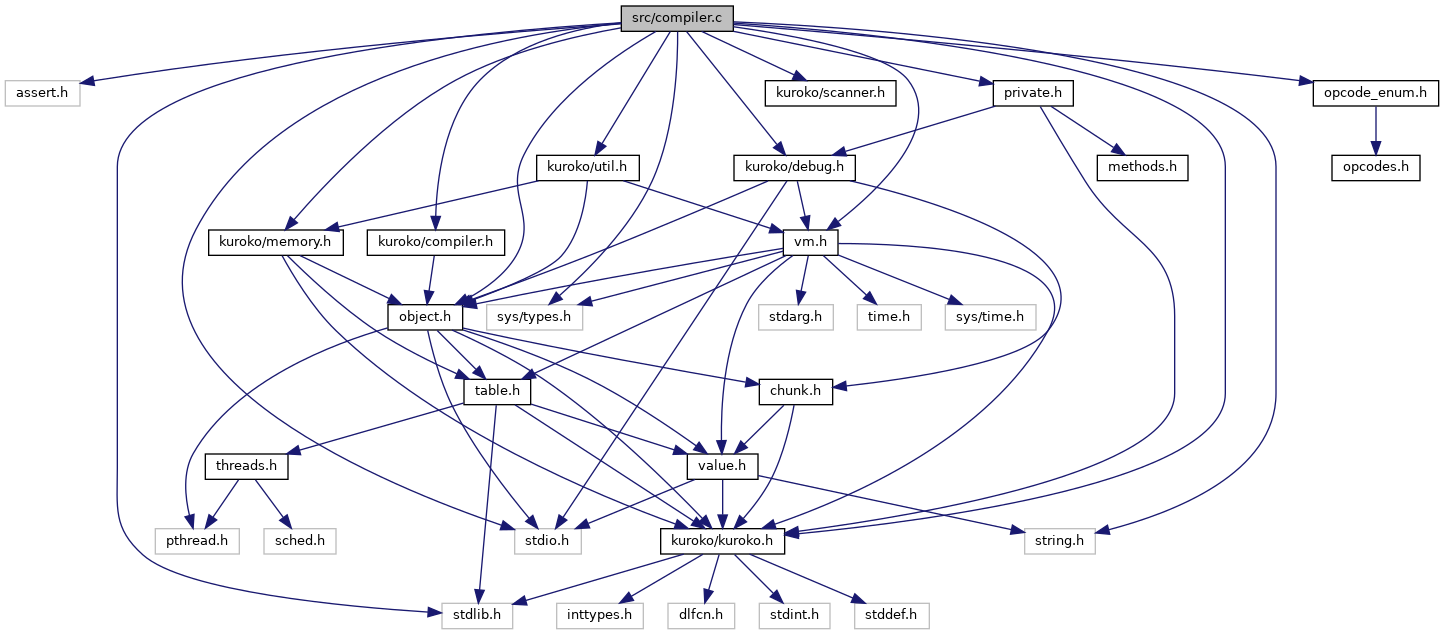 src/compiler.c
assert.h
kuroko/scanner.h
private.h
opcode_enum.h
kuroko/util.h
kuroko/debug.h
methods.h
opcodes.h
kuroko/memory.h
kuroko/compiler.h
vm.h
object.h
sys/types.h
stdarg.h
time.h
sys/time.h
table.h
chunk.h
threads.h
value.h
pthread.h
sched.h
stdio.h
kuroko/kuroko.h
string.h
stdlib.h
inttypes.h
dlfcn.h
stdint.h
stddef.h